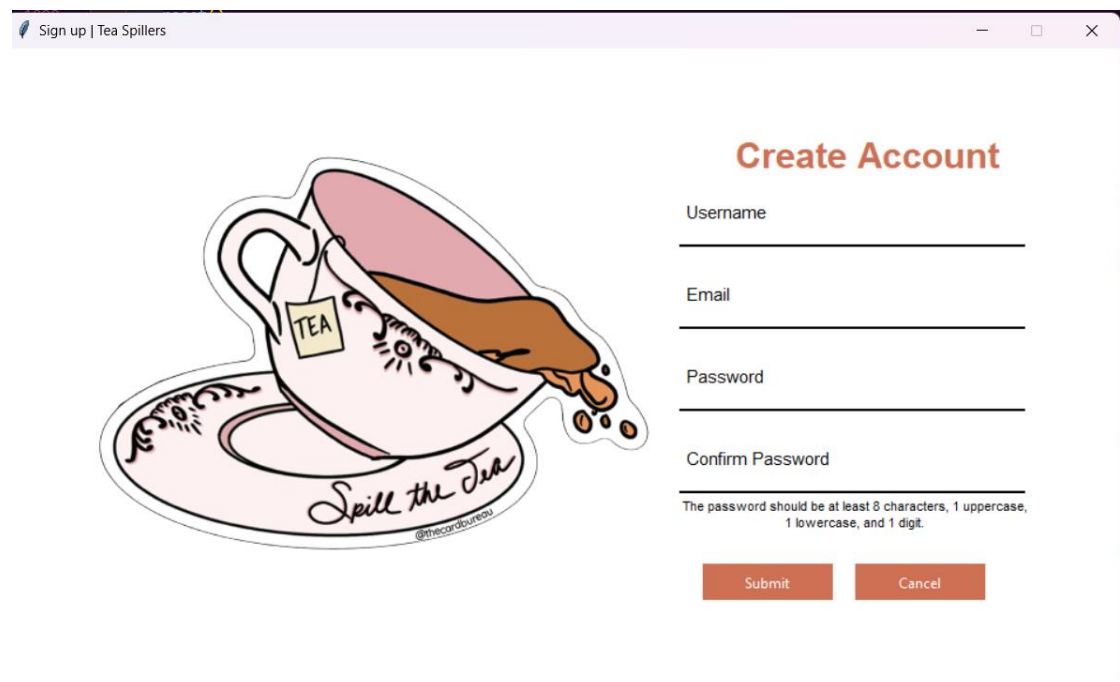 Sign up | Tea Spillers
Create Account
Username
Email
Password
Confirm Password
The password should be at least 8 characters, 1 uppercase,
1 lowercase, and 1 digit.
Submit
Cancel
TEA
Spill the Tea
@thecardbureau